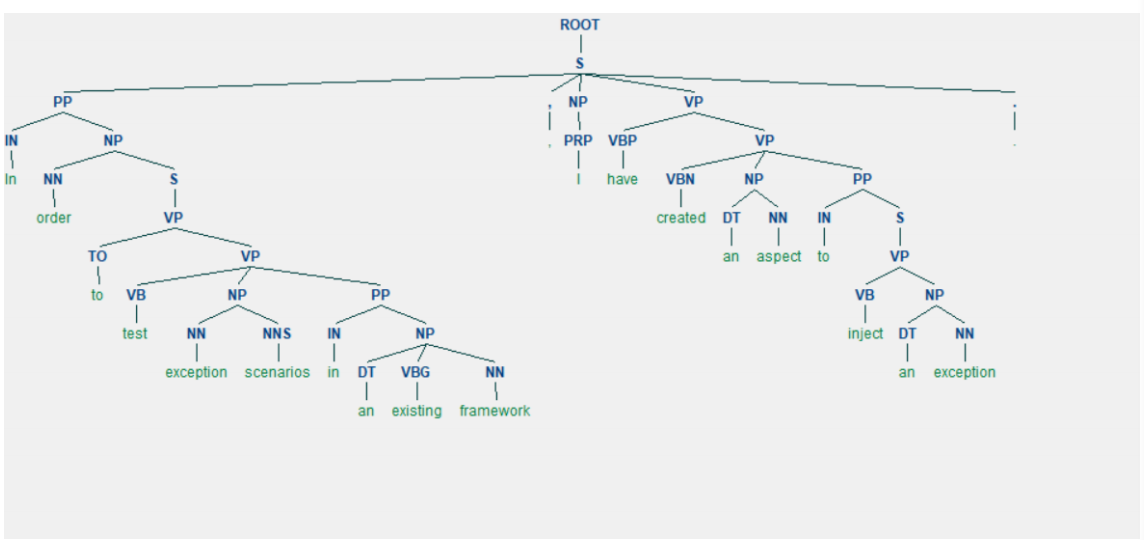 ROOT
S
PP , NP VP .
IN NP , PRP VBP VP .
In NN S I have VBN NP PP
order VP created DT NN IN S
TO VP an aspect to VP
to VB NP PP VB NP
test NN NNS IN NP inject DT NN
exception scenarios in DT VBG NN an exception
an existing framework